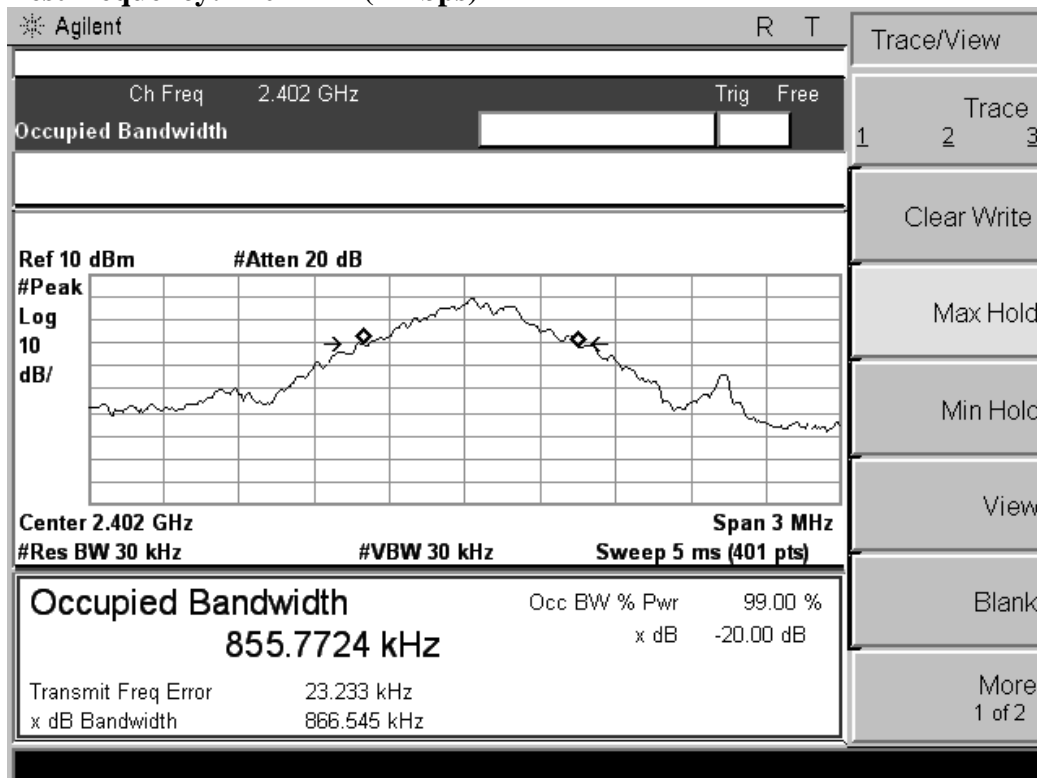 Agilent R T
Trace/View
Ch Freq 2.402 GHz Trig Free
Occupied Bandwidth
Trace
1 2 3
Clear Write
Ref 10 dBm #Atten 20 dB
#Peak
Log
10
dB/
Max Hold
Min Hold
Center 2.402 GHz Span 3 MHz
#Res BW 30 kHz #VBW 30 kHz Sweep 5 ms (401 pts)
View
Occupied Bandwidth Occ BW % Pwr 99.00 %
855.7724 kHz x dB -20.00 dB
Transmit Freq Error 23.233 kHz
x dB Bandwidth 866.545 kHz
Blank
More
1 of 2